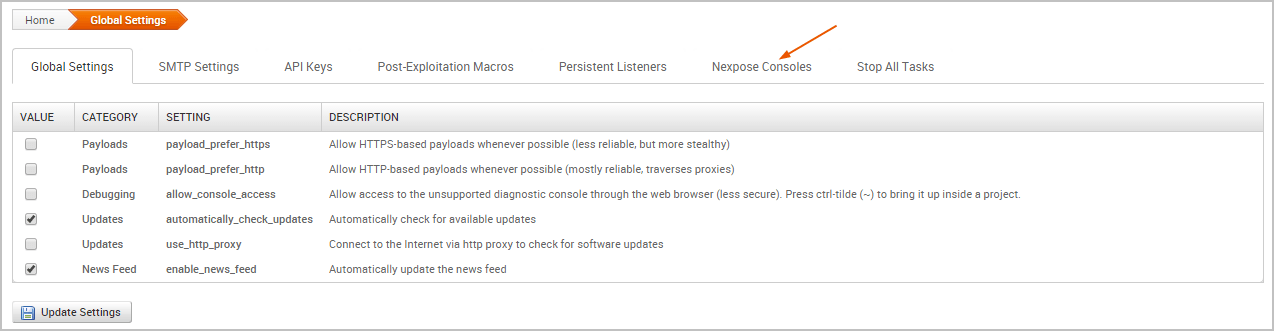 Home Global Settings
Global Settings SMTP Settings API Keys Post-Exploitation Macros Persistent Listeners Nexpose Consoles Stop All Tasks
VALUE CATEGORY SETTING DESCRIPTION
Payloads payload_prefer_https Allow HTTPS-based payloads whenever possible (less reliable, but more stealthy)
Payloads payload_prefer_http Allow HTTP-based payloads whenever possible (mostly reliable, traverses proxies)
Debugging allow_console_access Allow access to the unsupported diagnostic console through the web browser (less secure). Press ctrl-tilde (~) to bring it up inside a project.
Updates automatically_check_updates Automatically check for available updates
Updates use_http_proxy Connect to the Internet via http proxy to check for software updates
News Feed enable_news_feed Automatically update the news feed
Update Settings